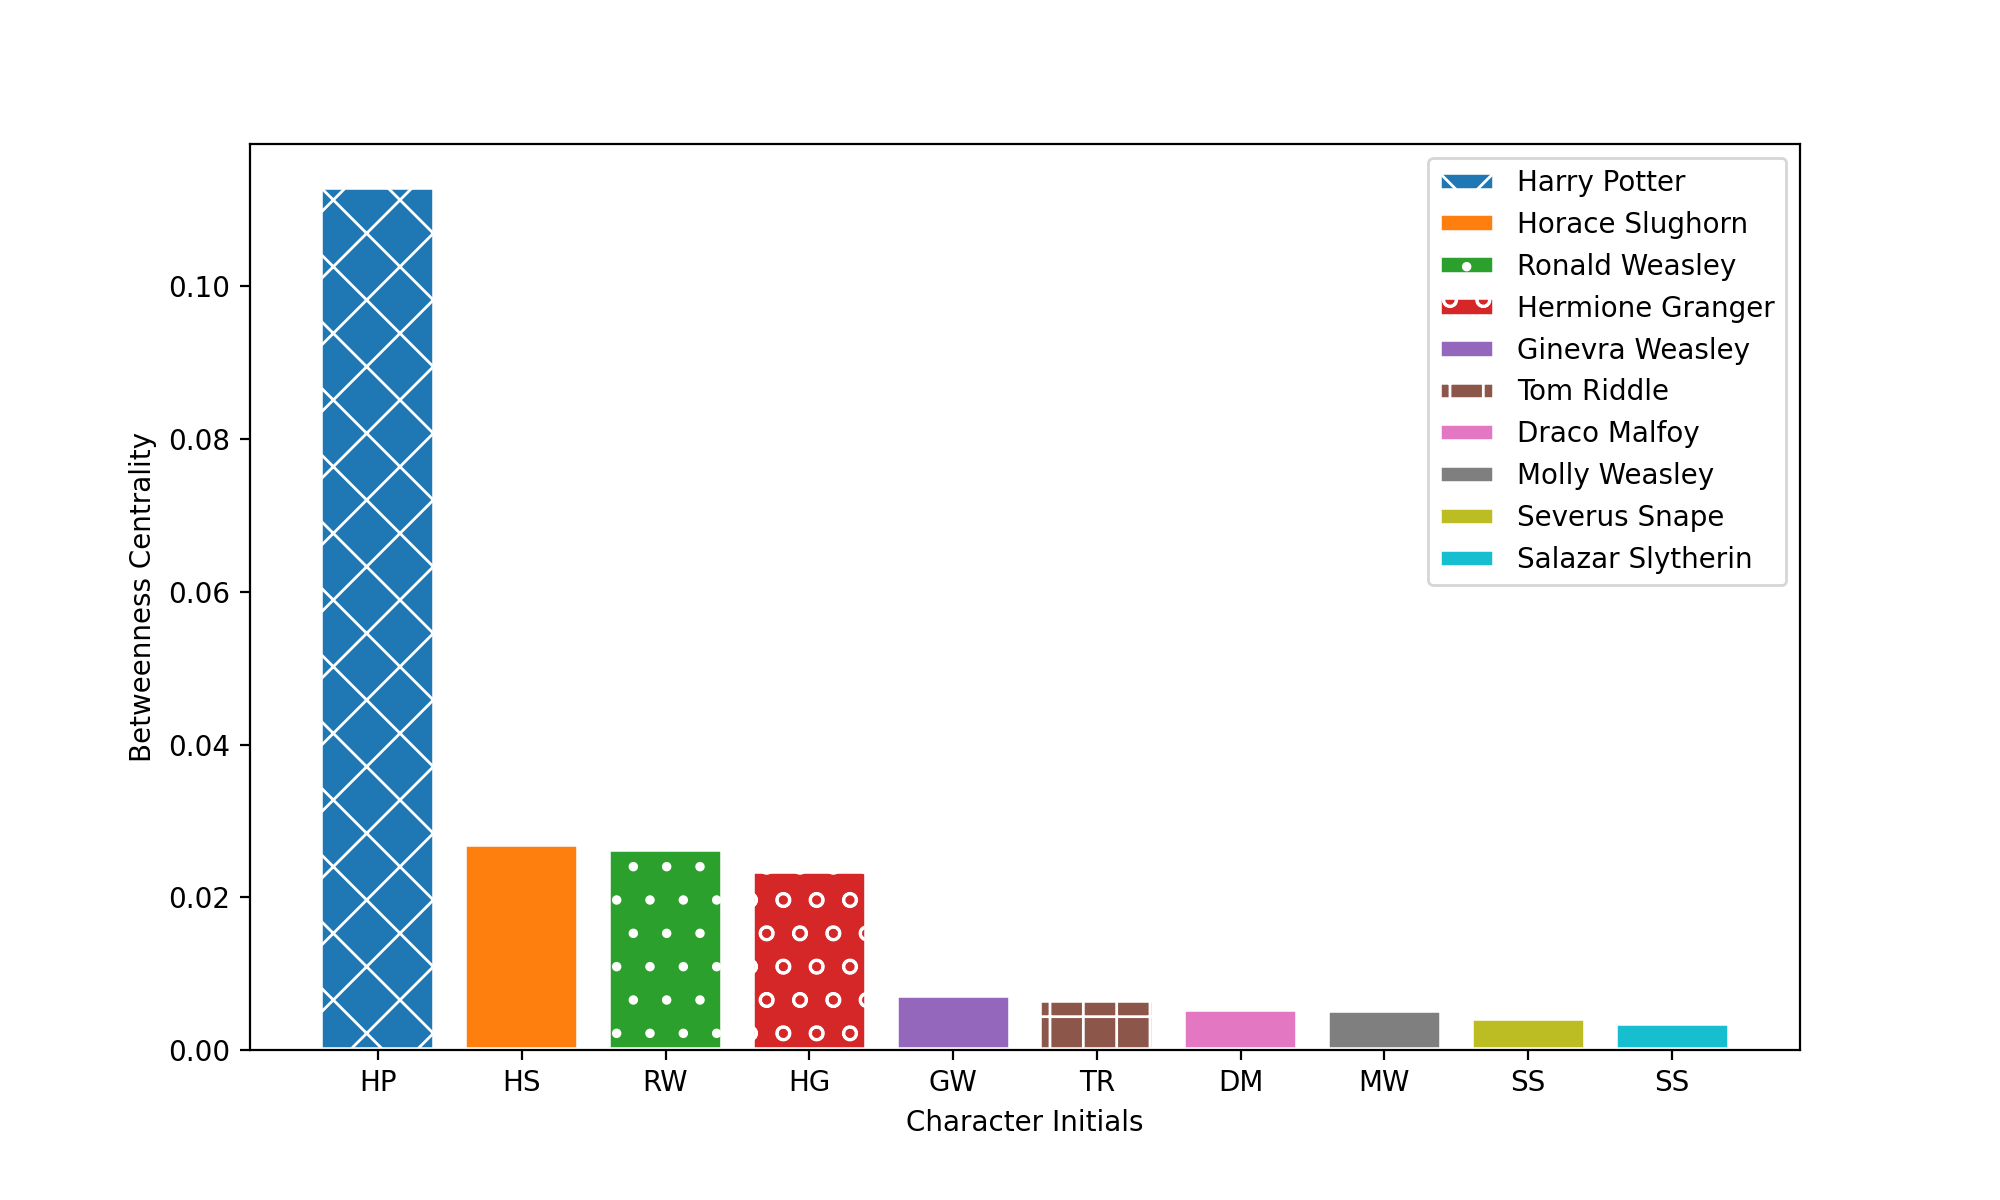 Harry Potter
Horace Slughorn
Ronald Weasley
Hermione Granger
Ginevra Weasley
Tom Riddle
Draco Malfoy
Molly Weasley
Severus Snape
Salazar Slytherin
Betweenness Centrality
0.10
0.08
0.06
0.04
0.02
0.00
HP HS RW HG GW TR DM MW SS SS
Character Initials